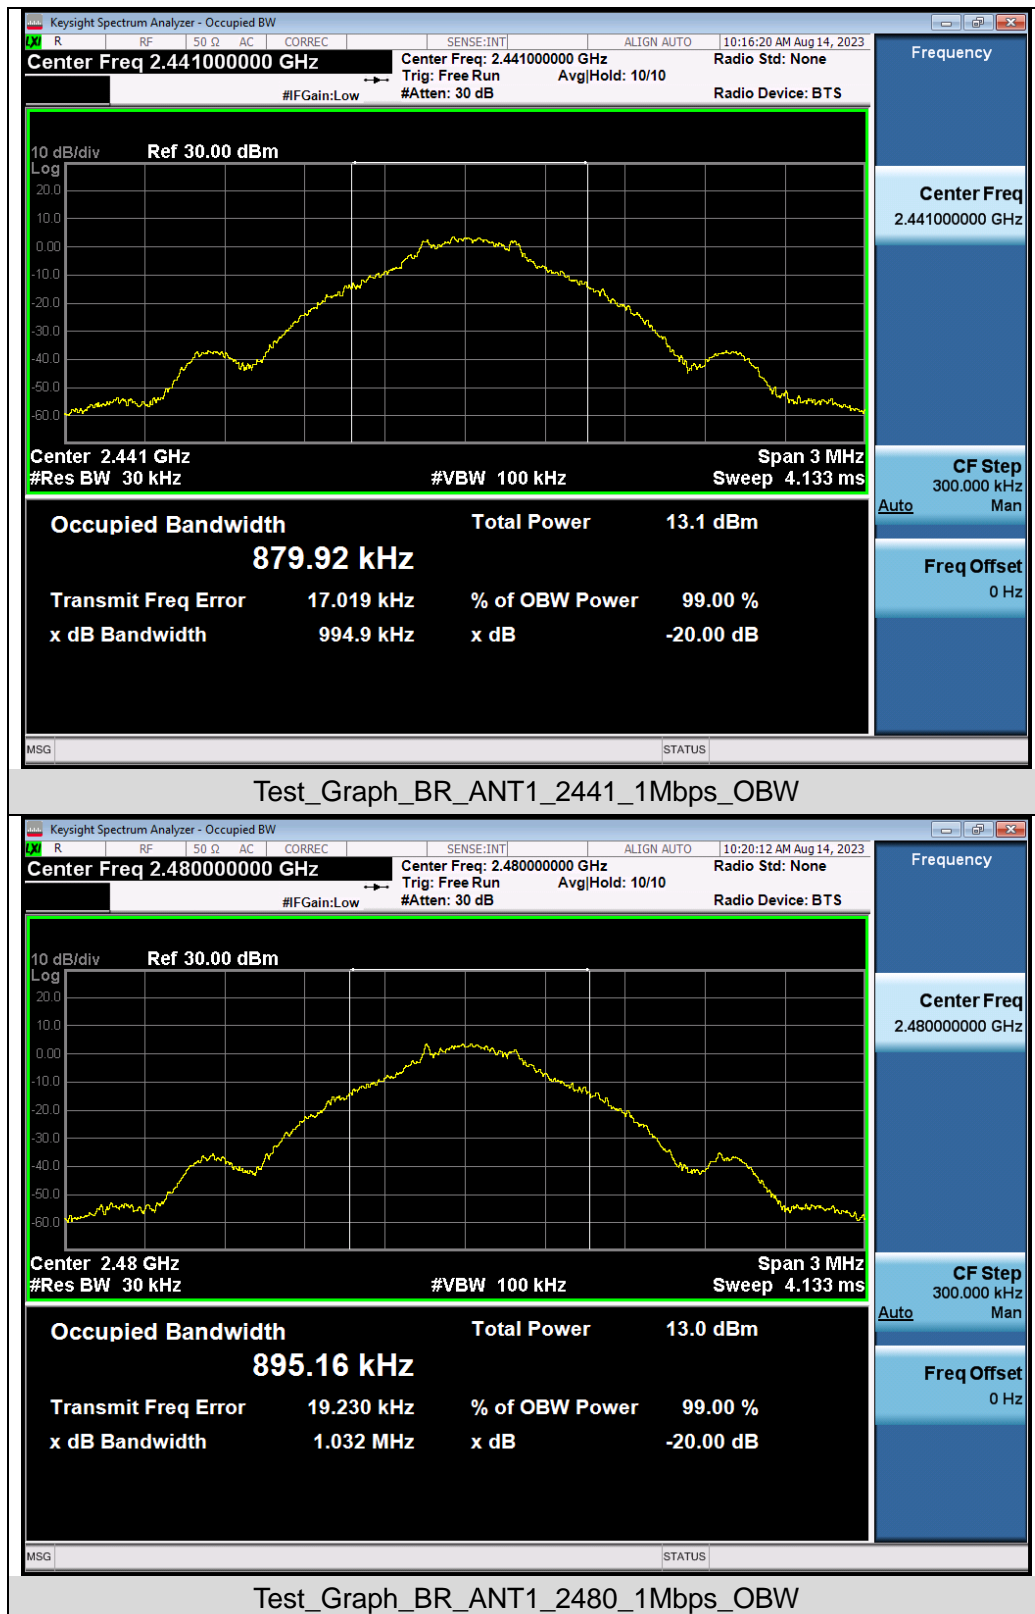 Keysight Spectrum Analyzer - Occupied BW
LXI R RF 50 Ω AC CORREC SENSE:INT ALIGN AUTO 10:16:20 AM Aug 14, 2023
Center Freq 2.441000000 GHz
Center Freq: 2.441000000 GHz
Radio Std: None
Trig: Free Run Avg|Hold: 10/10
#IFGain:Low #Atten: 30 dB Radio Device: BTS
Frequency
10 dB/div Ref 30.00 dBm
Log
20.0
10.0
0.00
-10.0
-20.0
-30.0
-40.0
-50.0
-60.0
Center Freq
2.441000000 GHz
Center 2.441 GHz Span 3 MHz
#Res BW 30 kHz #VBW 100 kHz Sweep 4.133 ms
CF Step
300.000 kHz
Auto Man
Occupied Bandwidth Total Power 13.1 dBm
879.92 kHz
Transmit Freq Error 17.019 kHz % of OBW Power 99.00 %
x dB Bandwidth 994.9 kHz x dB -20.00 dB
Freq Offset
0 Hz
MSG STATUS
Test_Graph_BR_ANT1_2441_1Mbps_OBW
Keysight Spectrum Analyzer - Occupied BW
LXI R RF 50 Ω AC CORREC SENSE:INT ALIGN AUTO 10:20:12 AM Aug 14, 2023
Center Freq 2.480000000 GHz
Center Freq: 2.480000000 GHz
Radio Std: None
Trig: Free Run Avg|Hold: 10/10
#IFGain:Low #Atten: 30 dB Radio Device: BTS
Frequency
10 dB/div Ref 30.00 dBm
Log
20.0
10.0
0.00
-10.0
-20.0
-30.0
-40.0
-50.0
-60.0
Center Freq
2.480000000 GHz
Center 2.48 GHz Span 3 MHz
#Res BW 30 kHz #VBW 100 kHz Sweep 4.133 ms
CF Step
300.000 kHz
Auto Man
Occupied Bandwidth Total Power 13.0 dBm
895.16 kHz
Transmit Freq Error 19.230 kHz % of OBW Power 99.00 %
x dB Bandwidth 1.032 MHz x dB -20.00 dB
Freq Offset
0 Hz
MSG STATUS
Test_Graph_BR_ANT1_2480_1Mbps_OBW